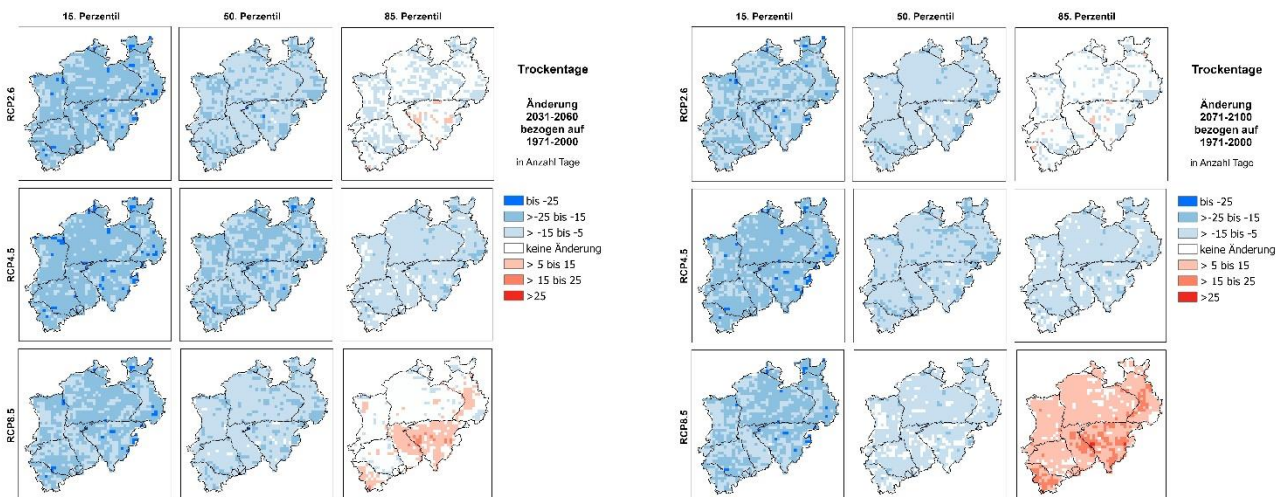 15. Perzentil
50. Perzentil
85. Perzentil
RCP2.6
RCP4.5
RCP8.5
Trockentage
Änderung
2031-2060
bezogen auf
1971-2000
in Anzahl Tage
bis -25
>-25 bis -15
> -15 bis -5
keine Änderung
> 5 bis 15
> 15 bis 25
>25
15. Perzentil
50. Perzentil
85. Perzentil
RCP2.6
RCP4.5
RCP8.5
Trockentage
Änderung
2071-2100
bezogen auf
1971-2000
in Anzahl Tage
bis -25
>-25 bis -15
> -15 bis -5
keine Änderung
> 5 bis 15
> 15 bis 25
>25